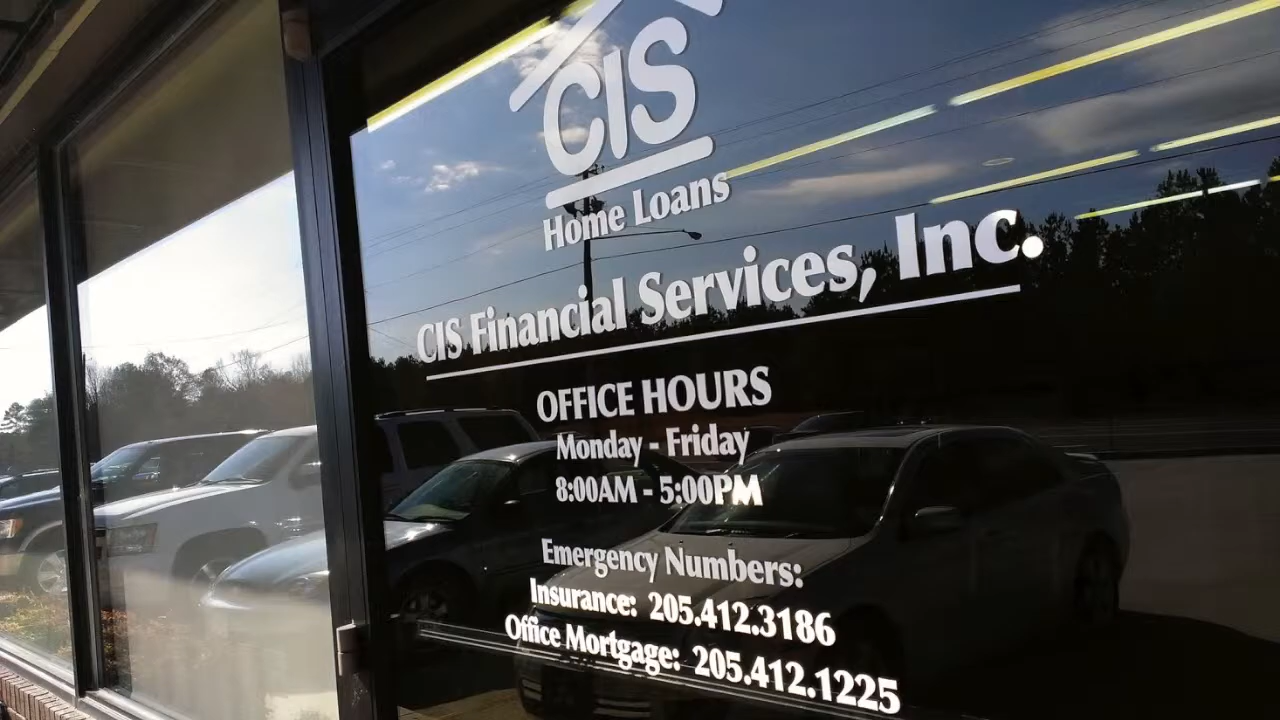 CIS
Home Loans
CIS Financial Services, Inc.
OFFICE HOURS
Monday - Friday
8:00AM - 5:00PM
Emergency Numbers:
Insurance: 205.412.3186
Office Mortgage: 205.412.1225